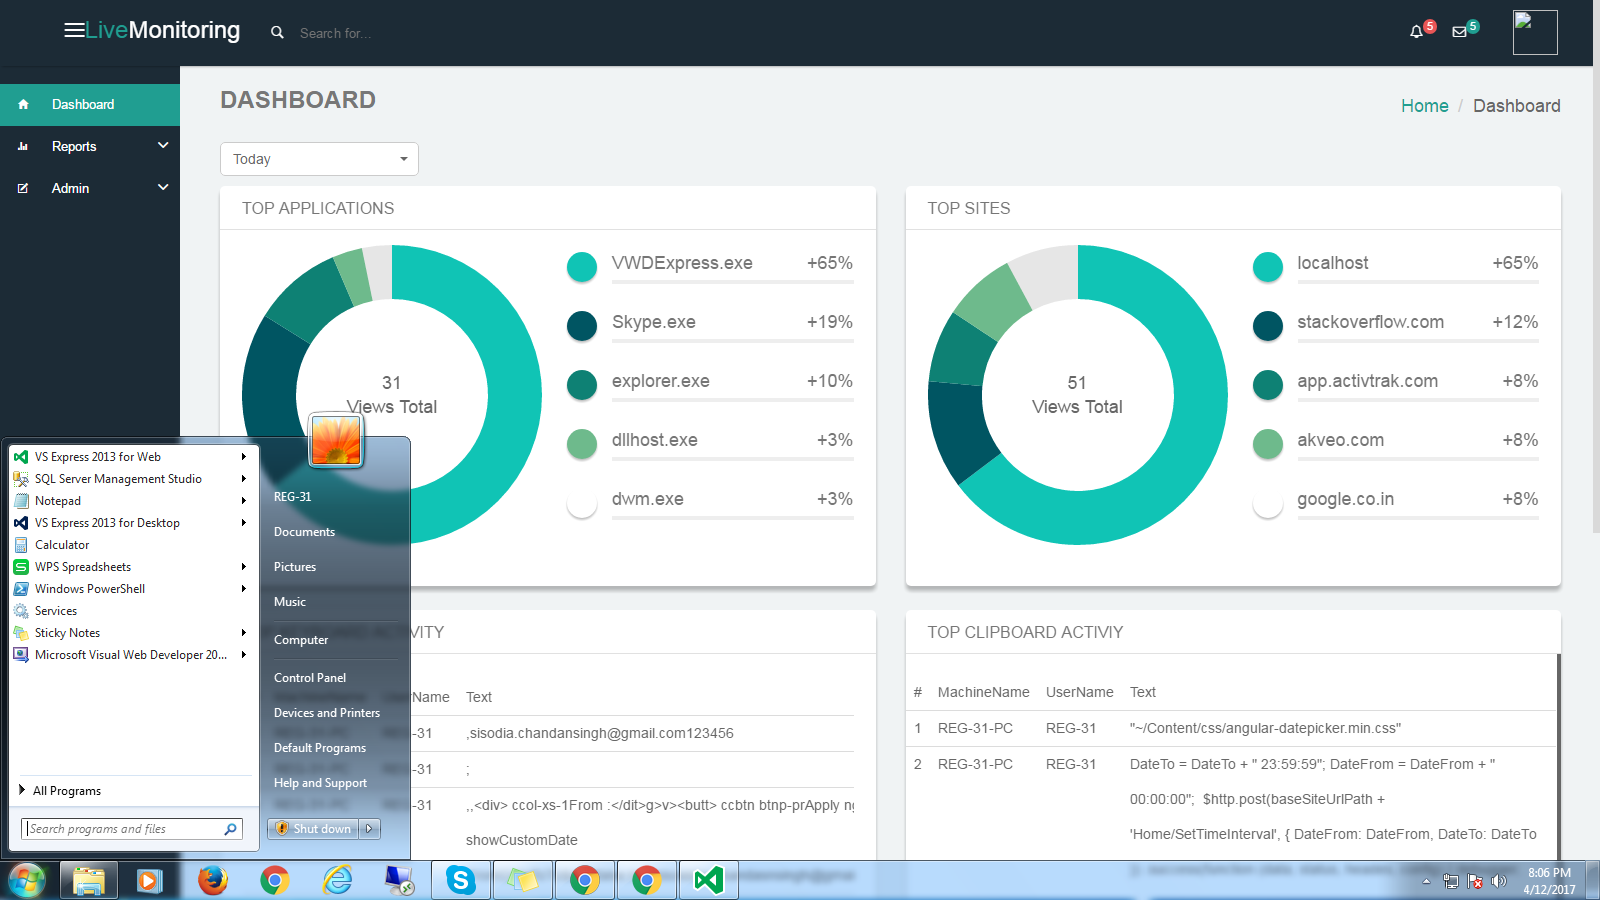 LiveMonitoring
Search for...
5
5
Dashboard
Reports
Admin
DASHBOARD
Home / Dashboard
Today
TOP APPLICATIONS
31
Views Total
VWDExpress.exe +65%
Skype.exe +19%
explorer.exe +10%
dllhost.exe +3%
dwm.exe +3%
TOP SITES
51
Views Total
localhost +65%
stackoverflow.com +12%
app.activtrak.com +8%
akveo.com +8%
google.co.in +8%
VS Express 2013 for Web
SQL Server Management Studio
Notepad
VS Express 2013 for Desktop
Calculator
WPS Spreadsheets
Windows PowerShell
Services
Sticky Notes
Microsoft Visual Web Developer 20...
All Programs
Search programs and files
REG-31
Documents
Pictures
Music
Computer
Control Panel
Devices and Printers
Default Programs
Help and Support
Shut down
Name Text
-31 ,sisodia.chandansingh@gmail.com123456
-31 ;
-31 ,,<div> ccol-xs-1From :</dit>g>v><butt> ccbtn btnp-prApply
showCustomDate
TOP CLIPBOARD ACTIVIY
# MachineName UserName Text
1 REG-31-PC REG-31 "~/Content/css/angular-datepicker.min.css"
2 REG-31-PC REG-31 DateTo = DateTo + " 23:59:59"; DateFrom = DateFrom + "
00:00:00"; $http.post(baseSiteUrlPath +
'Home/SetTimeInterval', { DateFrom: DateFrom, DateTo: DateTo
8:06 PM
4/12/2017